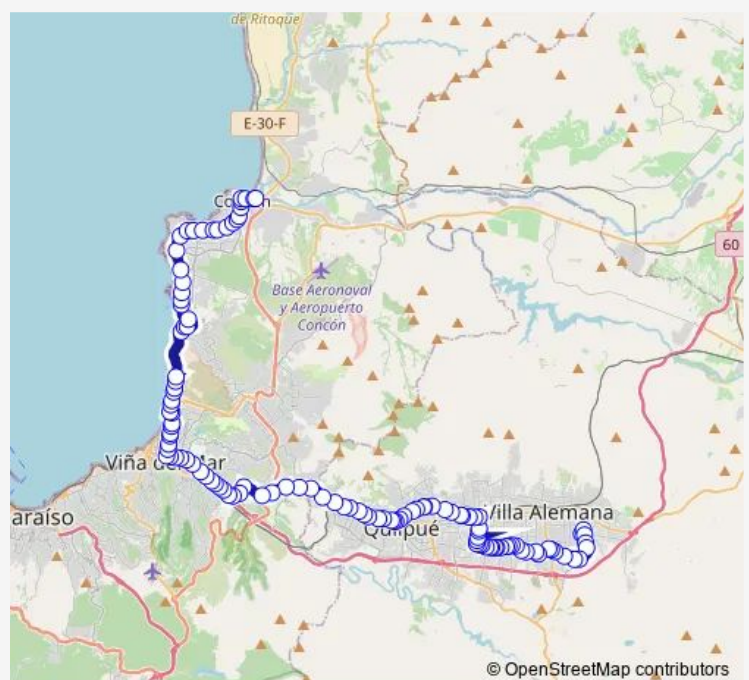 de Ritoque
E-30-F
60
Base Aeronaval
y Aeropuerto
Concón
Viña del Mar
araíso
Villa Alemana
Quilpué
© OpenStreetMap contributors